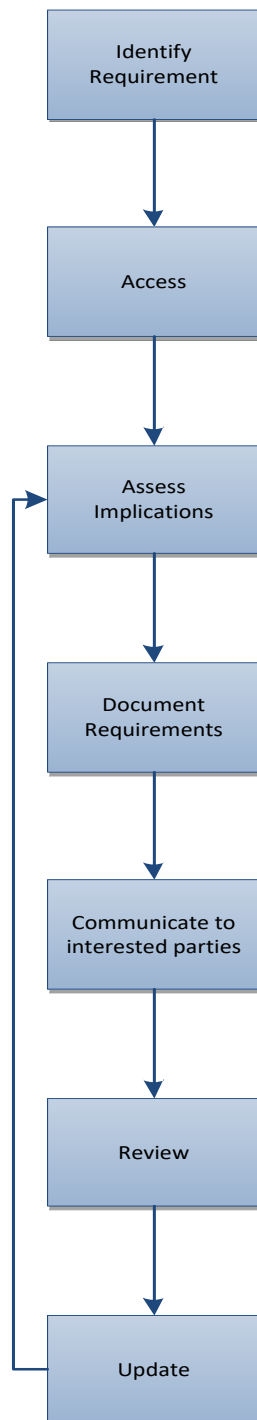 Identify
Requirement
Access
Assess
Implications
Document
Requirements
Communicate to
interested parties
Review
Update